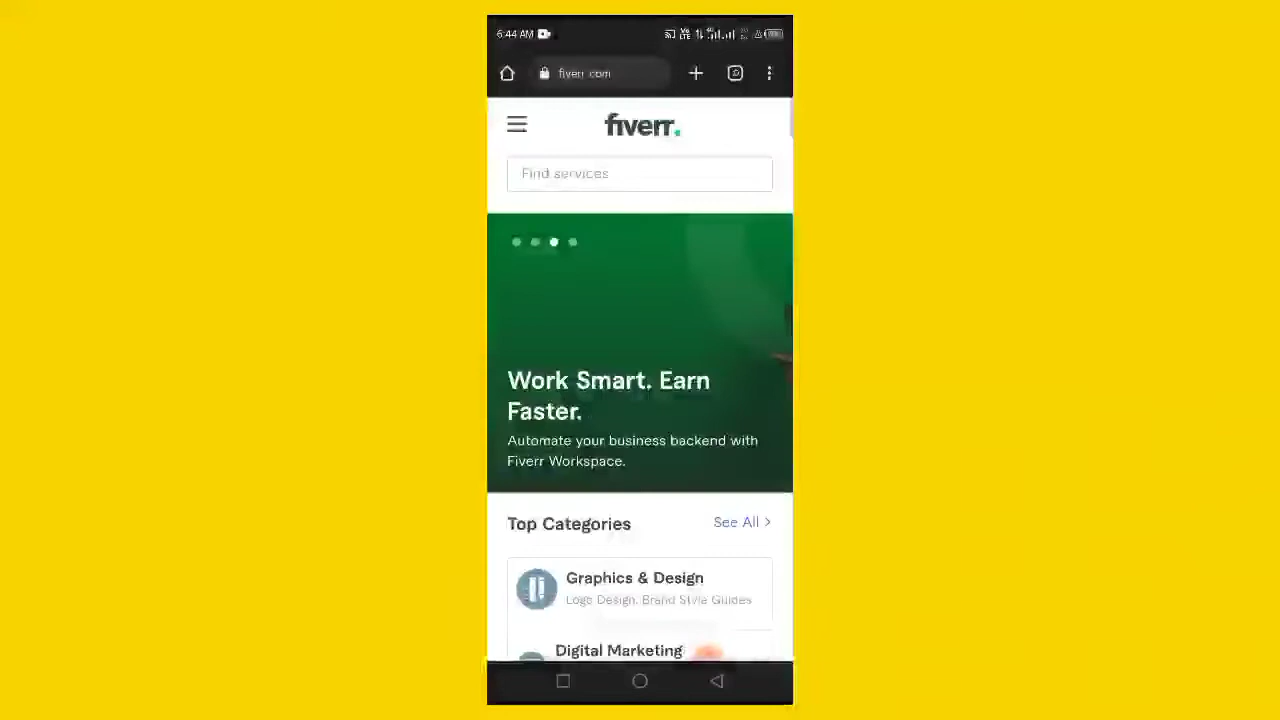 6:44 AM
fiverr.com
fiverr.
Find services
Work Smart. Earn
Faster.
Automate your business backend with
Fiverr Workspace.
Top Categories
See All >
Graphics & Design
Logo Design, Brand Style Guides
Digital Marketing